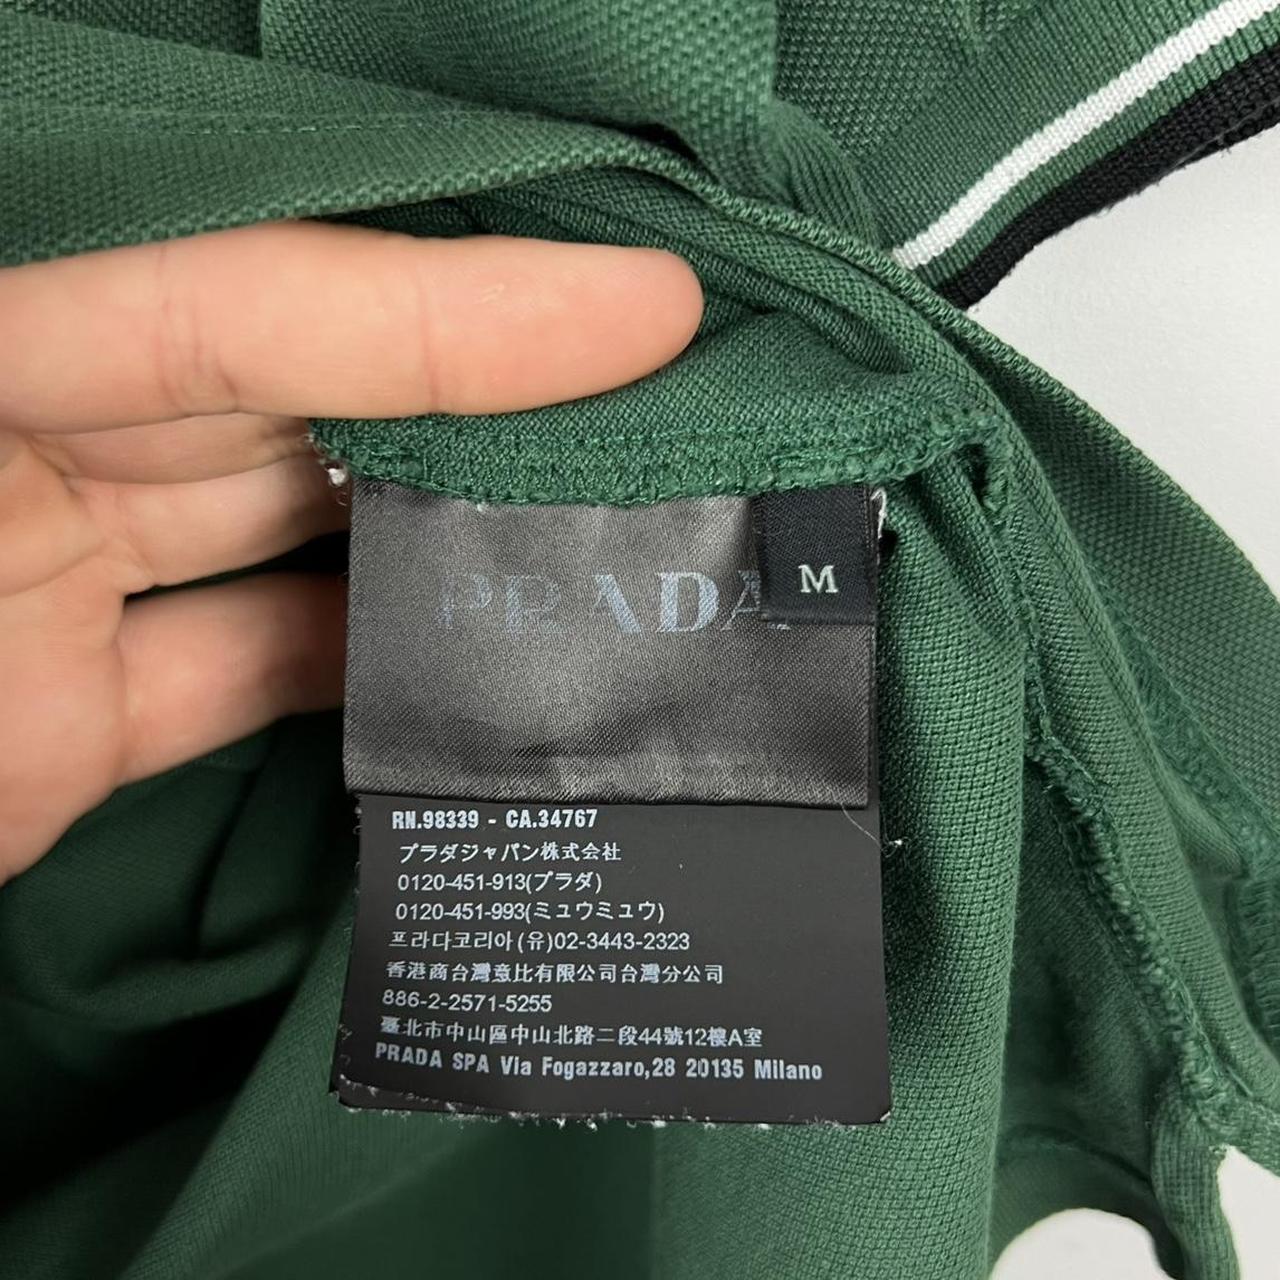 PRADA
M
RN.98339 - CA.34767
プラダジャパン株式会社
0120-451-913(プラダ)
0120-451-993(ミュウミュウ)
프라다코리아(유)02-3443-2323
香港商台灣意比有限公司台灣分公司
886-2-2571-5255
臺北市中山區中山北路二段44號12樓A室
PRADA SPA Via Fogazzaro,28 20135 Milano